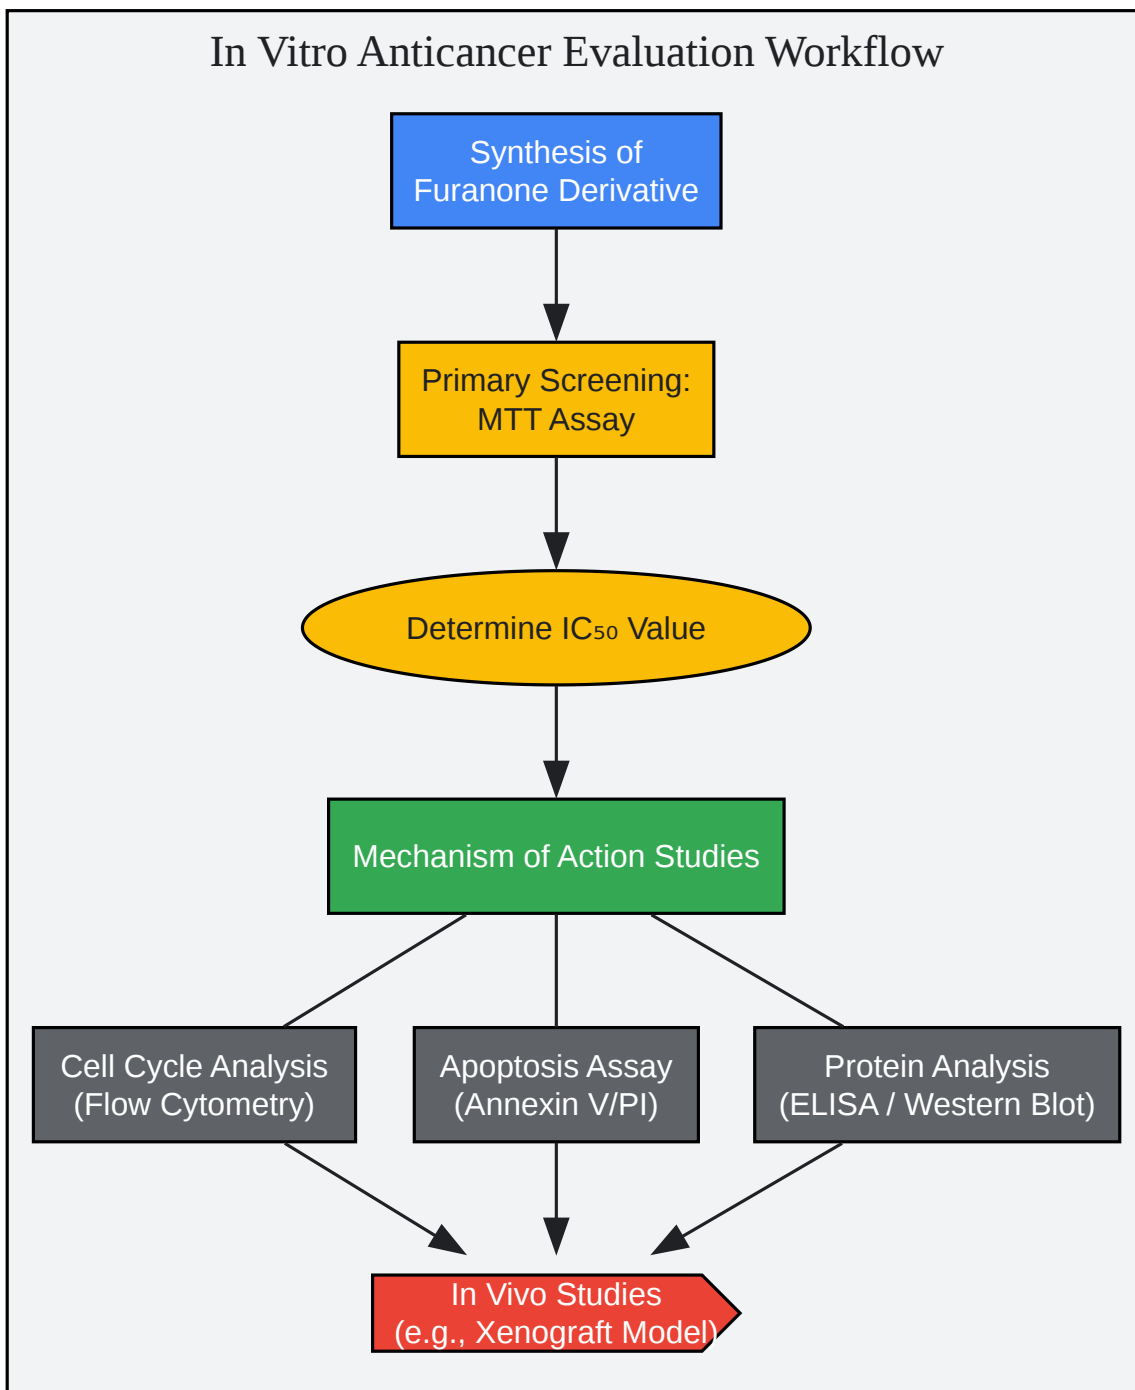 In Vitro Anticancer Evaluation Workflow
Synthesis of
Furanone Derivative
Primary Screening:
MTT Assay
Determine IC₅₀ Value
Mechanism of Action Studies
Cell Cycle Analysis
(Flow Cytometry)
Apoptosis Assay
(Annexin V/PI)
Protein Analysis
(ELISA / Western Blot)
In Vivo Studies
(e.g., Xenograft Model)